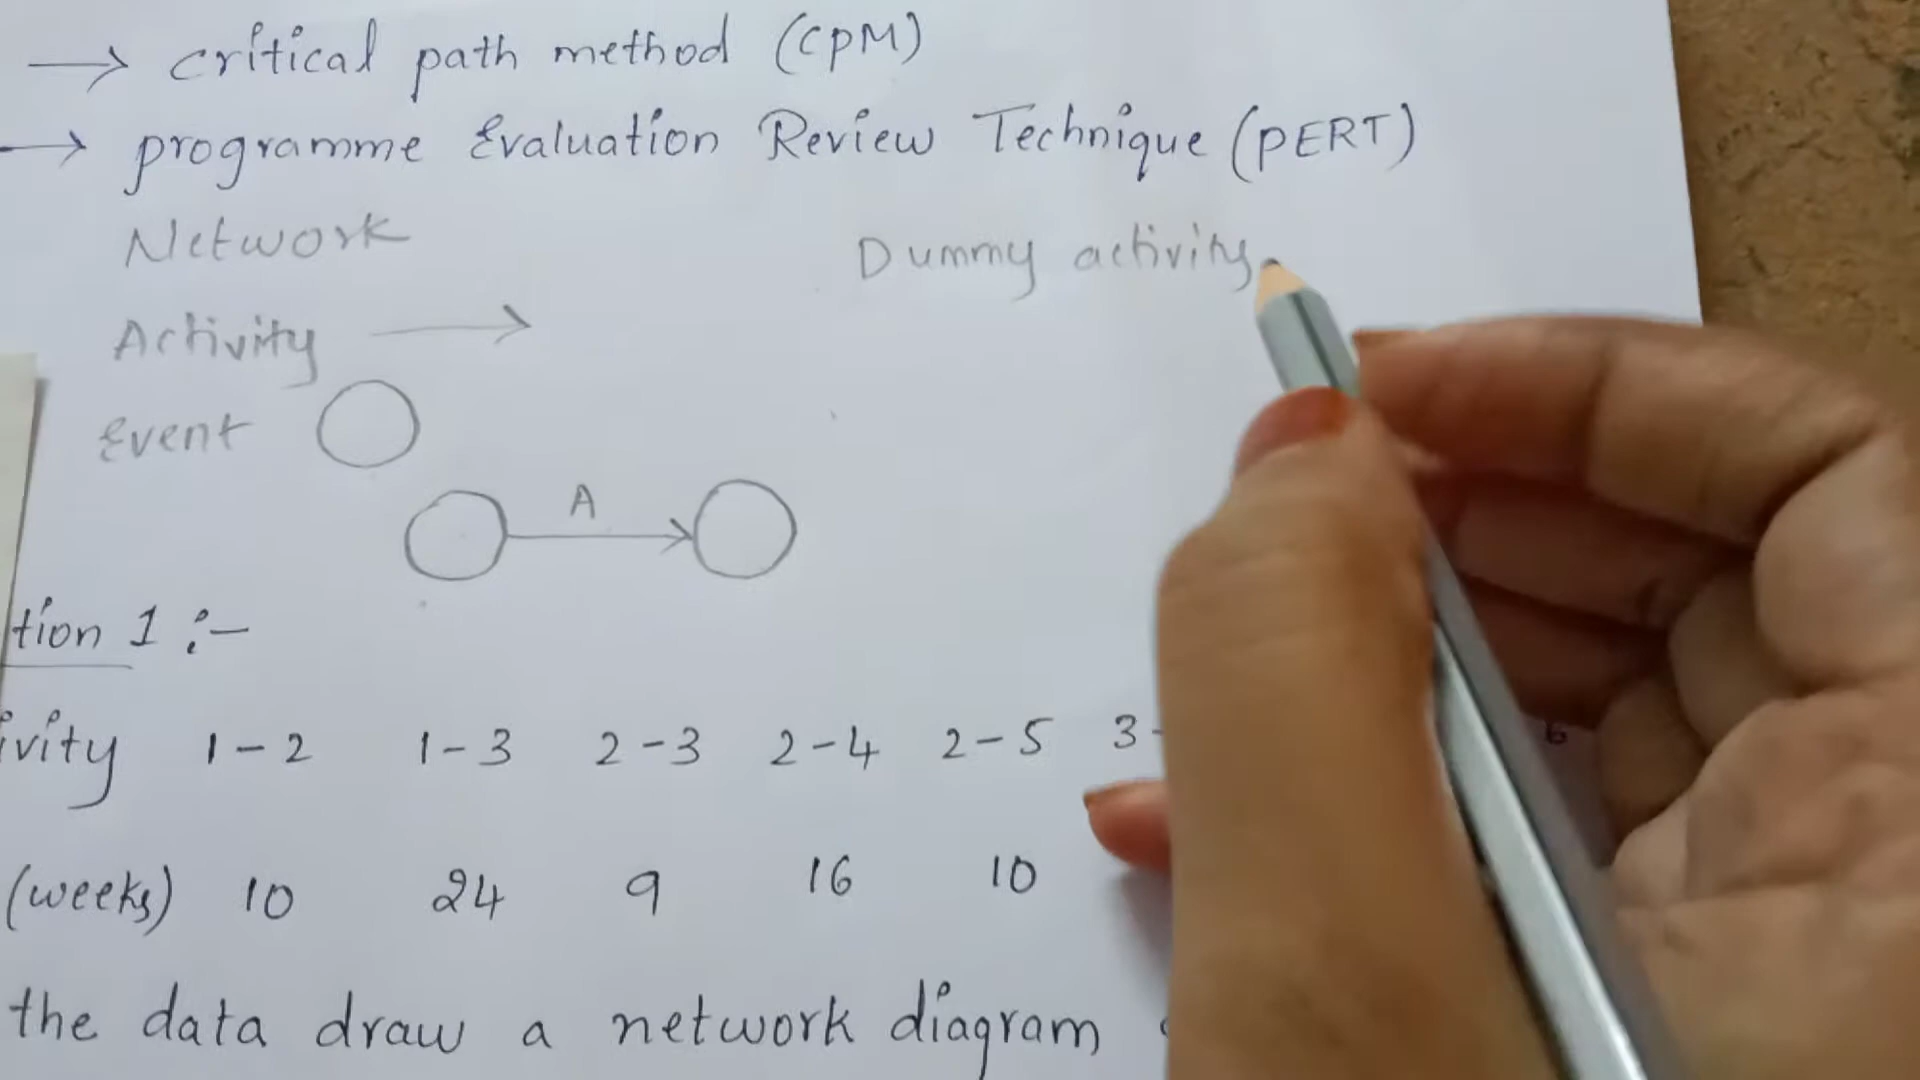 → critical path method (CPM)
→ programme Evaluation Review Technique (PERT)
Network
Dummy activity
Activity →
Event
A
tion 1 :-
ivity 1-2 1-3 2-3 2-4 2-5 3- 6
(weeks) 10 24 9 16 10
the data draw a network diagram